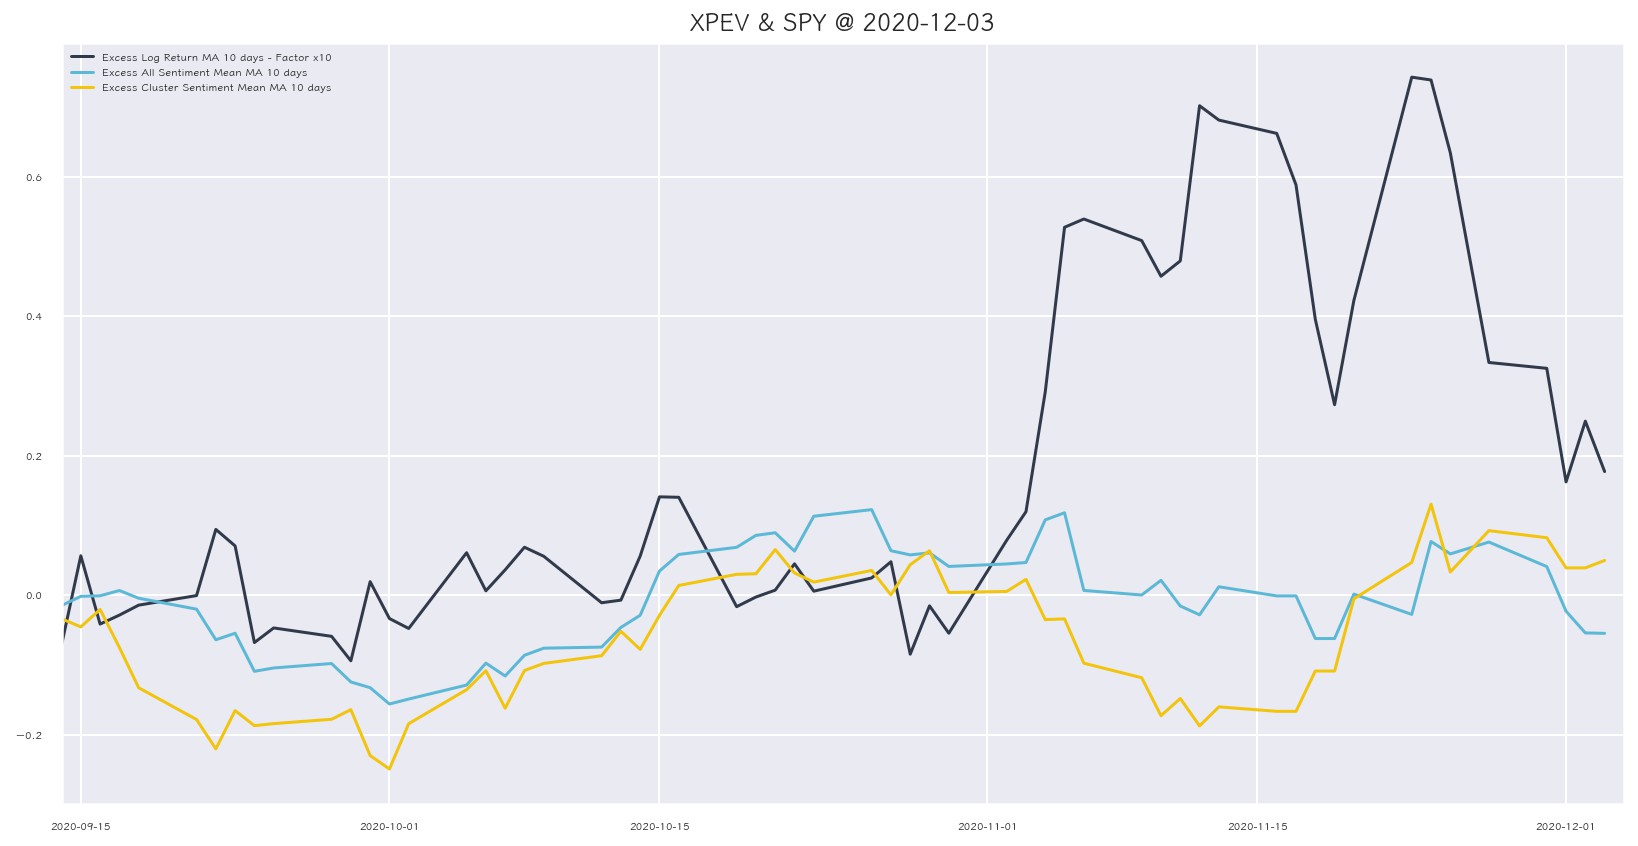 XPEV & SPY @ 2020-12-03
Excess Log Return MA 10 days - Factor x10
Excess All Sentiment Mean MA 10 days
Excess Cluster Sentiment Mean MA 10 days
0.6
0.4
0.2
0.0
−0.2
2020-09-15 2020-10-01 2020-10-15 2020-11-01 2020-11-15 2020-12-01